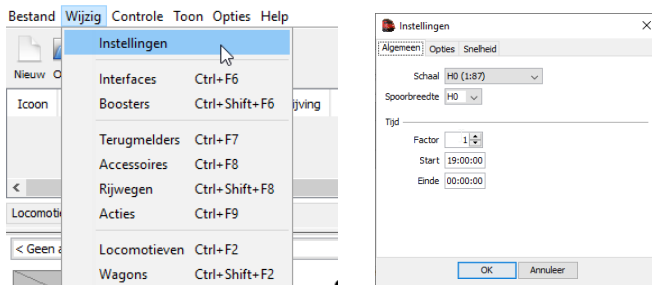 Bestand Wijzig Controle Toon Opties Help
Instellingen
Nieuw O
Interfaces Ctrl+F6
Icoon Boosters Ctrl+Shift+F6 ijving
Terugmelders Ctrl+F7
Accessoires Ctrl+F8
< Rijwegen Ctrl+Shift+F8
Locomoti Acties Ctrl+F9
< Geen a Locomotieven Ctrl+F2
Wagons Ctrl+Shift+F2
Instellingen
Algemeen Opties Snelheid
Schaal H0 (1:87)
Spoorbreedte H0
Tijd
Factor 1
Start 19:00:00
Einde 00:00:00
OK Annuleer